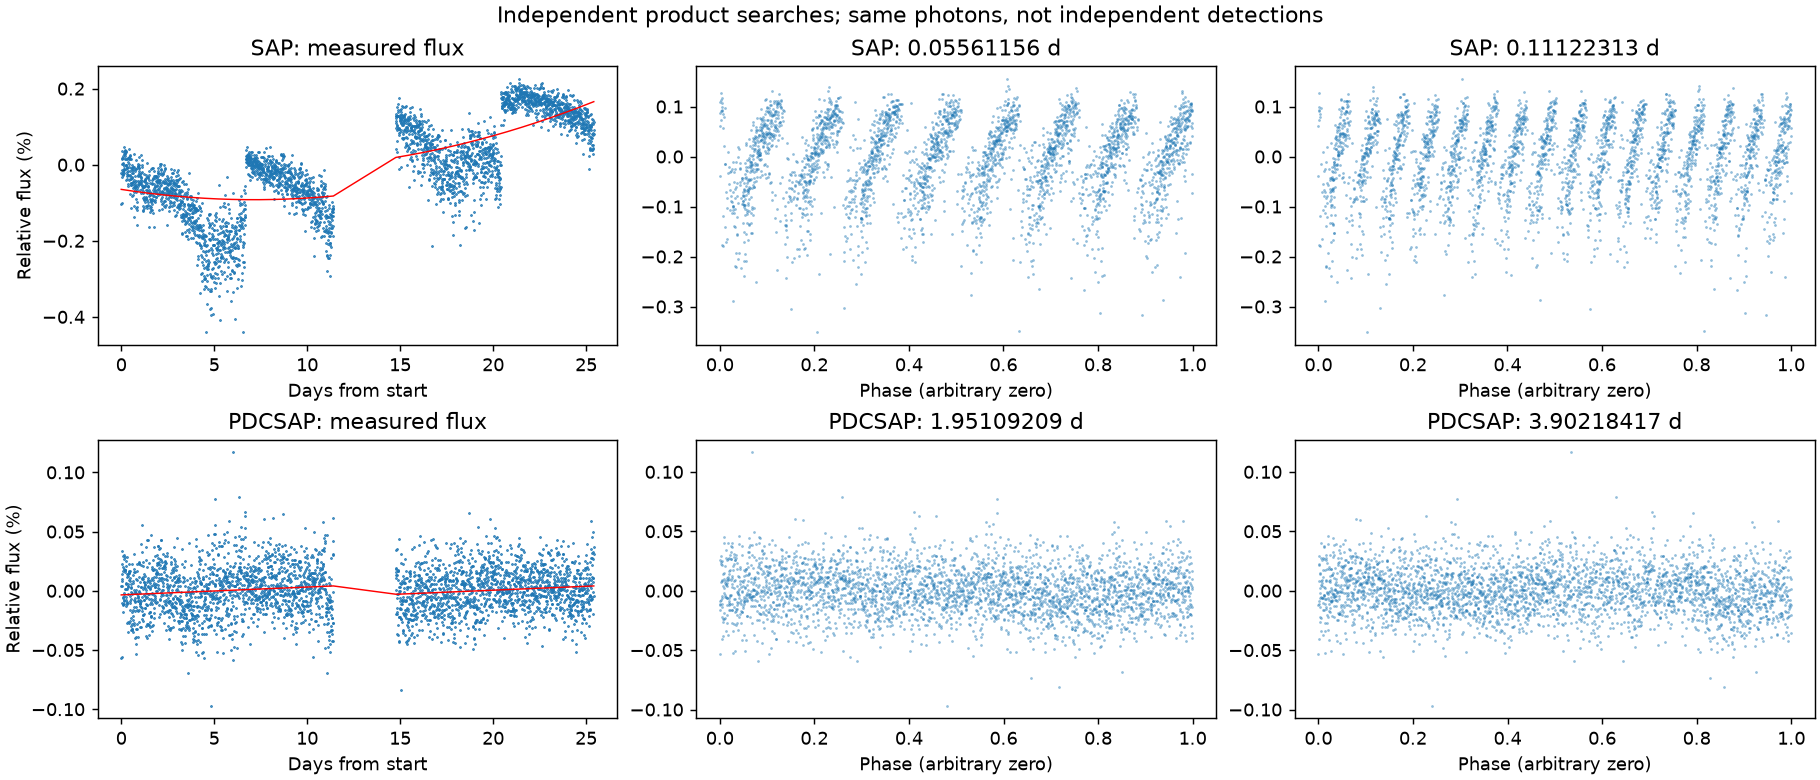 Independent product searches; same photons, not independent detections
SAP: measured flux
SAP: 0.05561156 d
SAP: 0.11122313 d
Relative flux (%)
0.2
0.0
−0.2
−0.4
0 5 10 15 20 25
Days from start
0.1
0.0
−0.1
−0.2
−0.3
0.0 0.2 0.4 0.6 0.8 1.0
Phase (arbitrary zero)
0.1
0.0
−0.1
−0.2
−0.3
0.0 0.2 0.4 0.6 0.8 1.0
Phase (arbitrary zero)
PDCSAP: measured flux
PDCSAP: 1.95109209 d
PDCSAP: 3.90218417 d
Relative flux (%)
0.10
0.05
0.00
−0.05
−0.10
0 5 10 15 20 25
Days from start
0.10
0.05
0.00
−0.05
−0.10
0.0 0.2 0.4 0.6 0.8 1.0
Phase (arbitrary zero)
0.10
0.05
0.00
−0.05
−0.10
0.0 0.2 0.4 0.6 0.8 1.0
Phase (arbitrary zero)